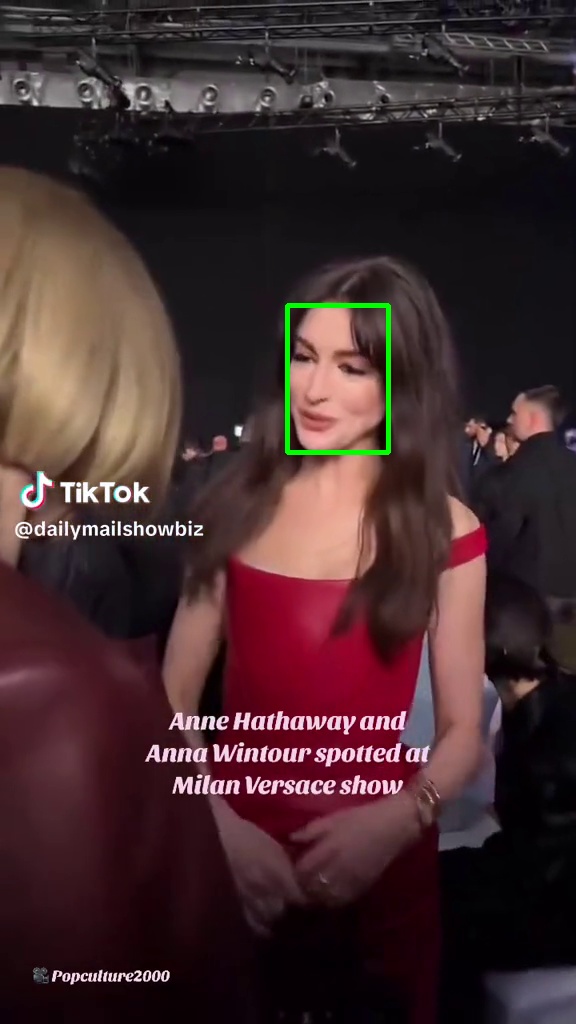 TikTok
@dailymailshowbiz
Anne Hathaway and
Anna Wintour spotted at
Milan Versace show
Popculture2000